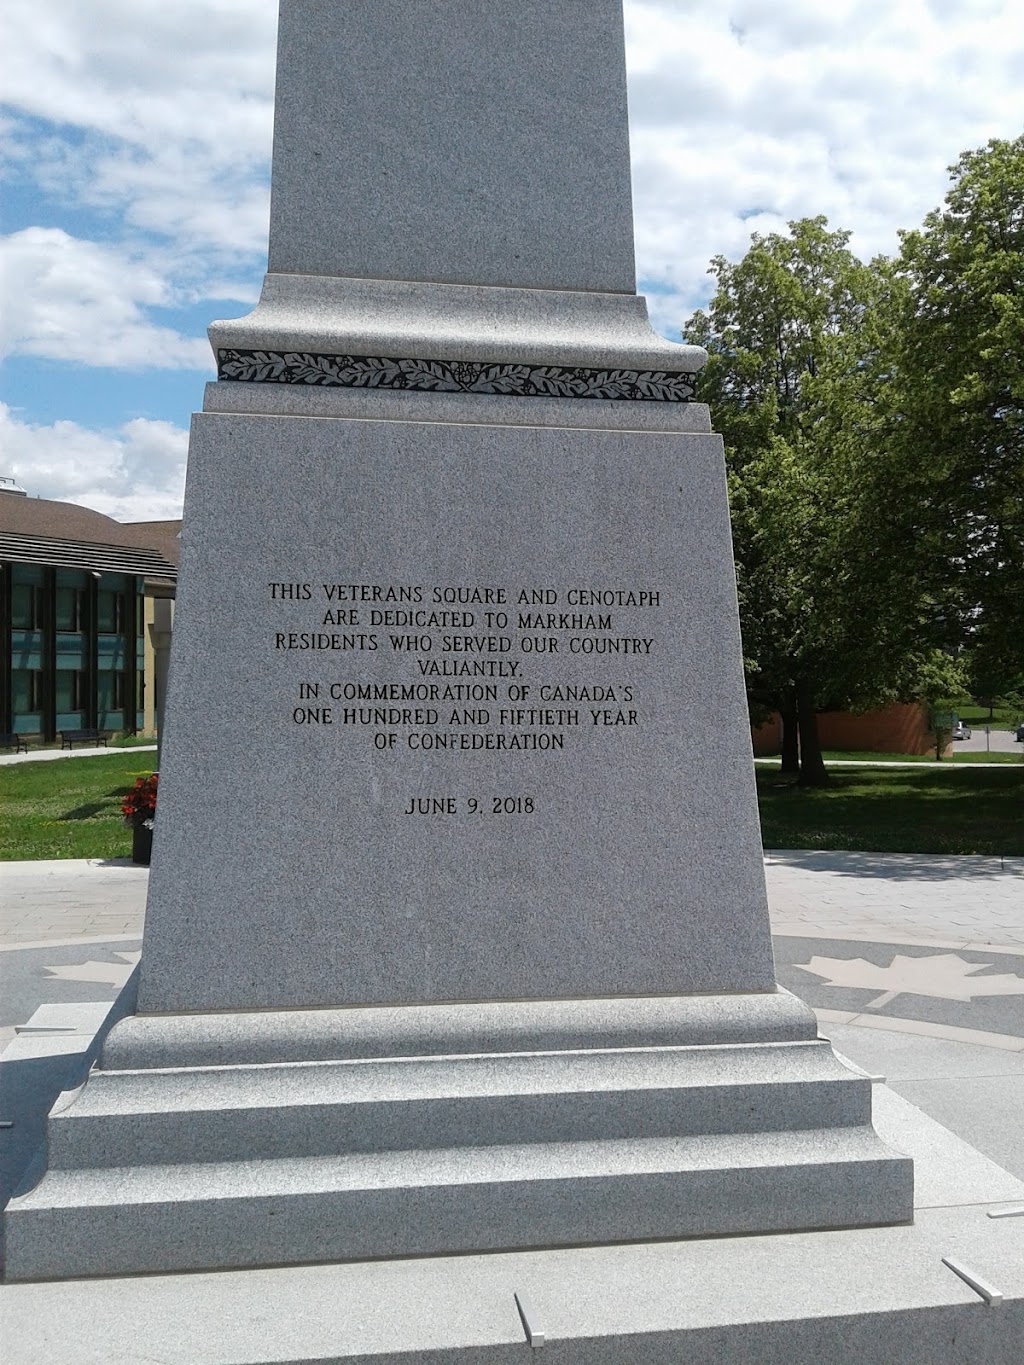 THIS VETERANS SQUARE AND CENOTAPH
ARE DEDICATED TO MARKHAM
RESIDENTS WHO SERVED OUR COUNTRY
VALIANTLY.
IN COMMEMORATION OF CANADA'S
ONE HUNDRED AND FIFTIETH YEAR
OF CONFEDERATION
JUNE 9, 2018